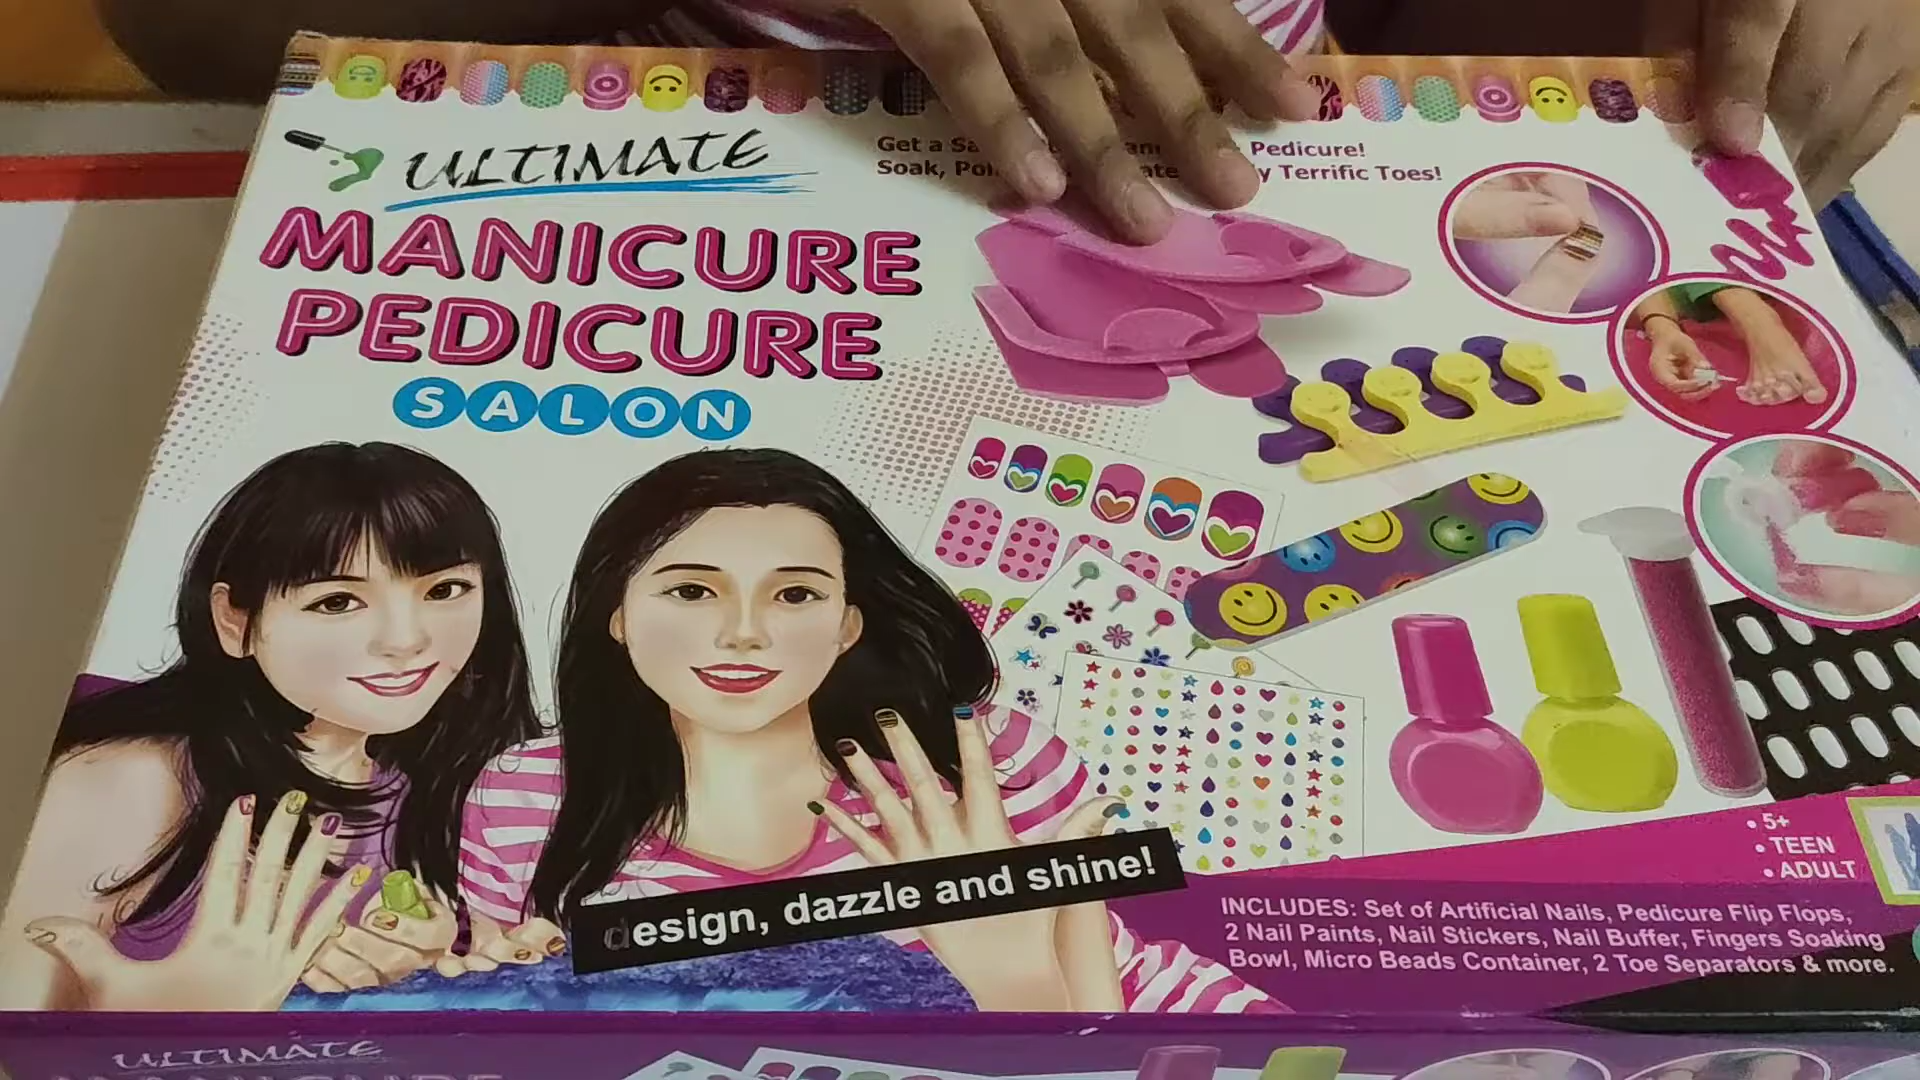 ULTIMATE
MANICURE
PEDICURE
SALON
Get a Pedicure!
Soak, Terrific Toes!
design, dazzle and shine!
• 5+
• TEEN
• ADULT
INCLUDES: Set of Artificial Nails, Pedicure Flip Flops,
2 Nail Paints, Nail Stickers, Nail Buffer, Fingers Soaking
Bowl, Micro Beads Container, 2 Toe Separators & more.
ULTIMATE